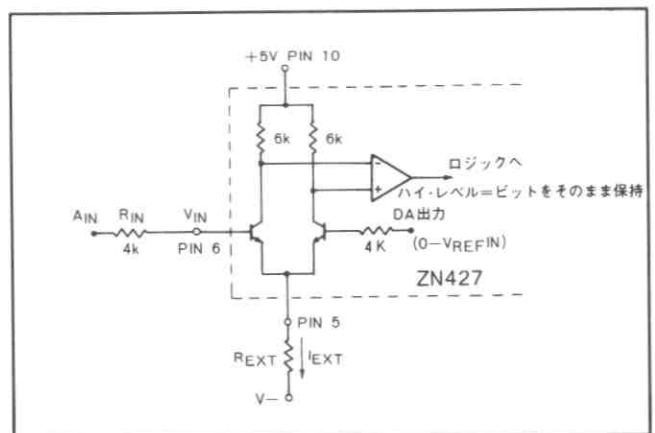 +5V PIN 10
6k 6k
ロジックへ
ハイ・レベル=ビットをそのまま保持
AIN RIN VIN
DA出力
4k PIN 6
4K (0-VREFIN)
ZN427
PIN 5
REXT IEXT
V-
- +